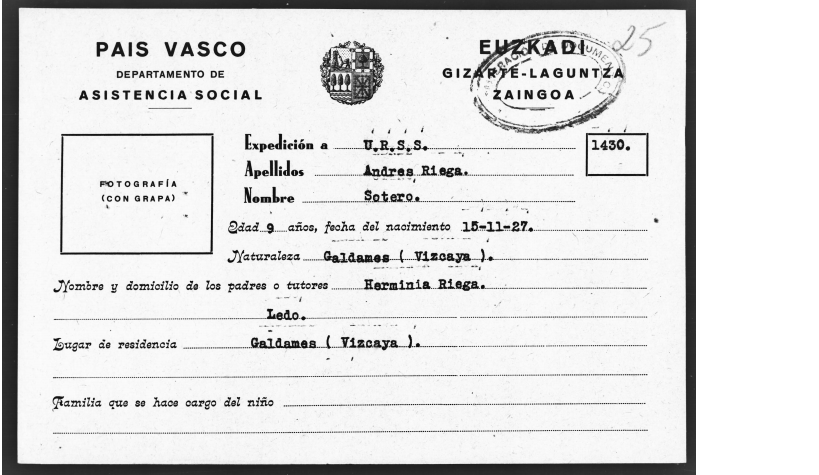 PAIS VASCO
DEPARTAMENTO DE
ASISTENCIA SOCIAL
EUZKADI
GIZARTE-LAGUNTZA
ZAINGOA
25
Expedición a U.R.S.S.
1430.
Apellidos Andres Riega.
Nombre Sotero.
FOTOGRAFÍA
(CON GRAPA)
Edad 9 años, fecha del nacimiento 15-11-27.
Naturaleza Galdames ( Vizcaya ).
Nombre y domicilio de los padres o tutores Herminia Riega.
Ledo.
Lugar de residencia Galdames ( Vizcaya ).
Familia que se hace cargo del niño